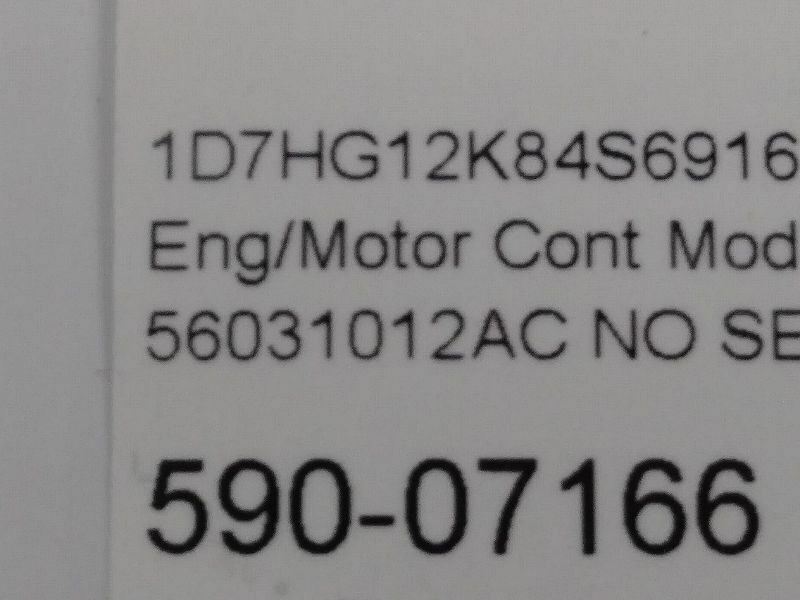 1D7HG12K84S6916
Eng/Motor Cont Mod
56031012AC NO SE
590-07166